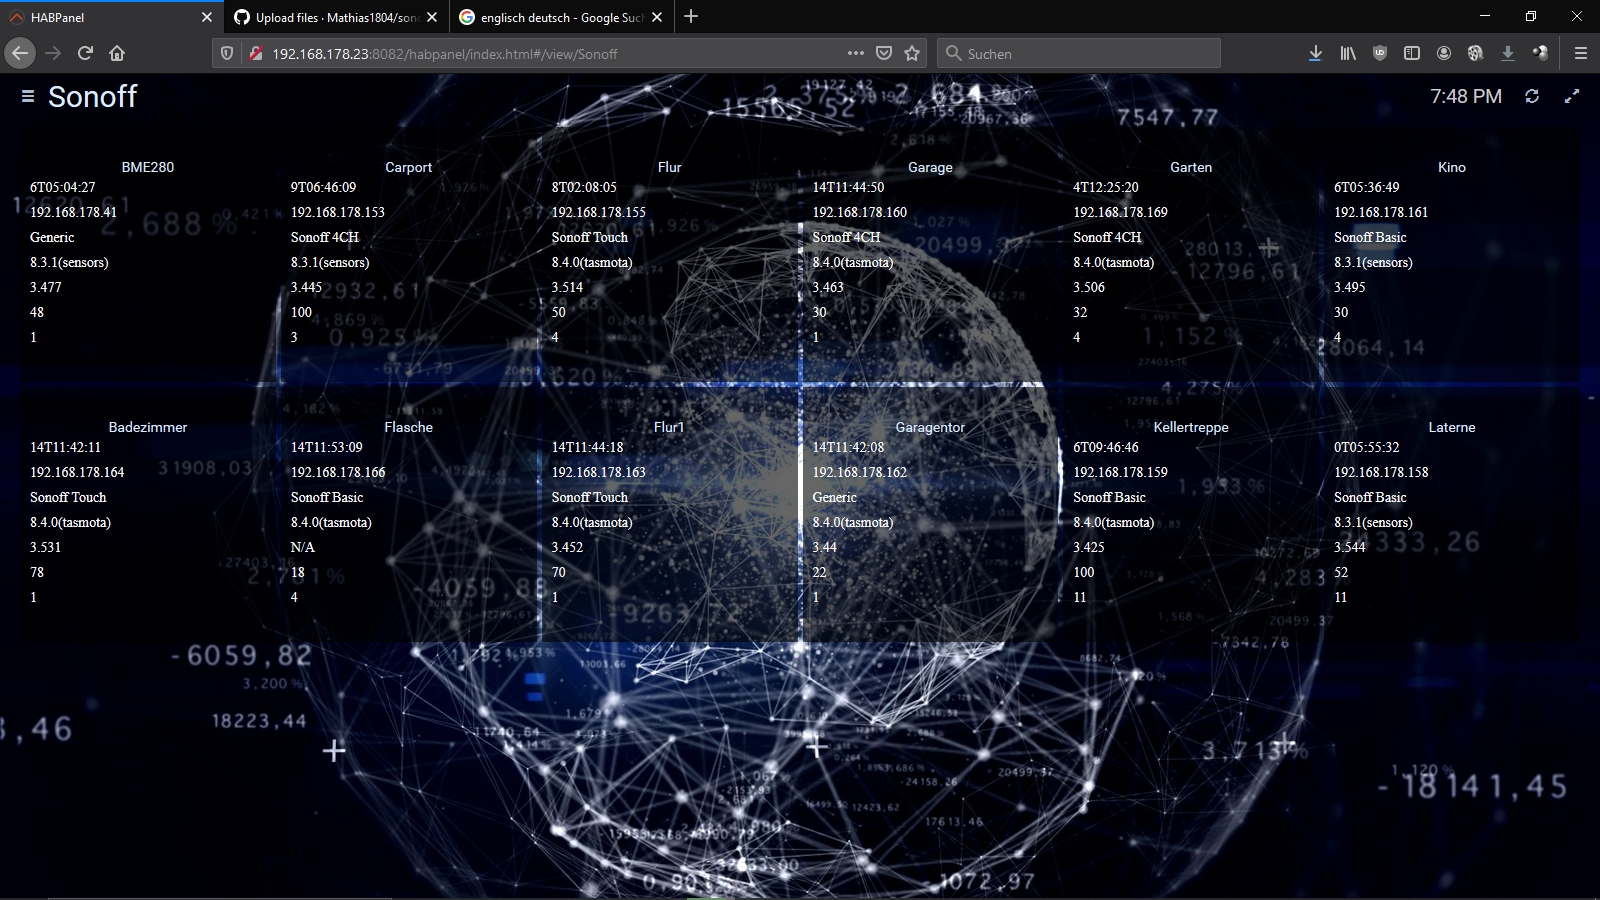 HABPanel
Upload files · Mathias1804/son
englisch deutsch - Google Suc
192.168.178.23:8082/habpanel/index.html#/view/Sonoff
Suchen
Sonoff
7:48 PM
BME280
6T05:04:27
192.168.178.41
Generic
8.3.1(sensors)
3.477
48
1
Carport
9T06:46:09
192.168.178.153
Sonoff 4CH
8.3.1(sensors)
3.445
100
3
Flur
8T02:08:05
192.168.178.155
Sonoff Touch
8.4.0(tasmota)
3.514
50
4
Garage
14T11:44:50
192.168.178.160
Sonoff 4CH
8.4.0(tasmota)
3.463
30
1
Garten
4T12:25:20
192.168.178.169
Sonoff 4CH
8.4.0(tasmota)
3.506
32
4
Kino
6T05:36:49
192.168.178.161
Sonoff Basic
8.3.1(sensors)
3.495
30
4
Badezimmer
14T11:42:11
192.168.178.164
Sonoff Touch
8.4.0(tasmota)
3.531
78
1
Flasche
14T11:53:09
192.168.178.166
Sonoff Basic
8.4.0(tasmota)
N/A
18
4
Flur1
14T11:44:18
192.168.178.163
Sonoff Touch
8.4.0(tasmota)
3.452
70
1
Garagentor
14T11:42:08
192.168.178.162
Generic
8.4.0(tasmota)
3.44
22
1
Kellertreppe
6T09:46:46
192.168.178.159
Sonoff Basic
8.4.0(tasmota)
3.425
100
11
Laterne
0T05:55:32
192.168.178.158
Sonoff Basic
8.3.1(sensors)
3.544
52
11
7547,77
31908,03
-6059,82
3,200 %
18223,44
3,713%
1,120 %
-18141,45
-24158,26
20499,37
12423,62
17613,46
1072,97